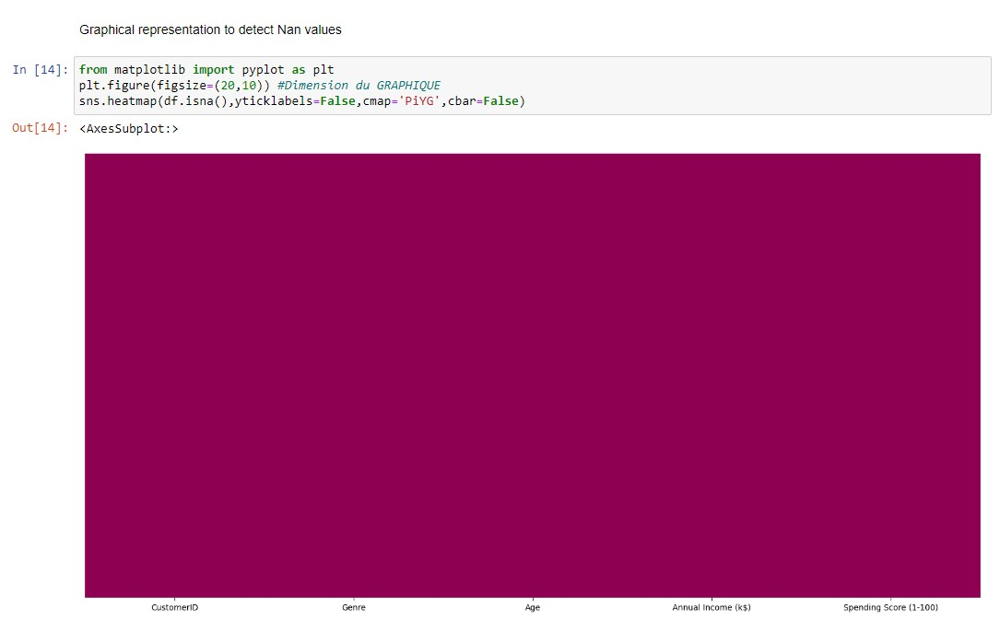 Graphical representation to detect Nan values
In [14]: from matplotlib import pyplot as plt
plt.figure(figsize=(20,10)) #Dimension du GRAPHIQUE
sns.heatmap(df.isna(),yticklabels=False,cmap='PiYG',cbar=False)
Out[14]: <AxesSubplot:>
CustomerID Genre Age Annual Income (k$) Spending Score (1-100)